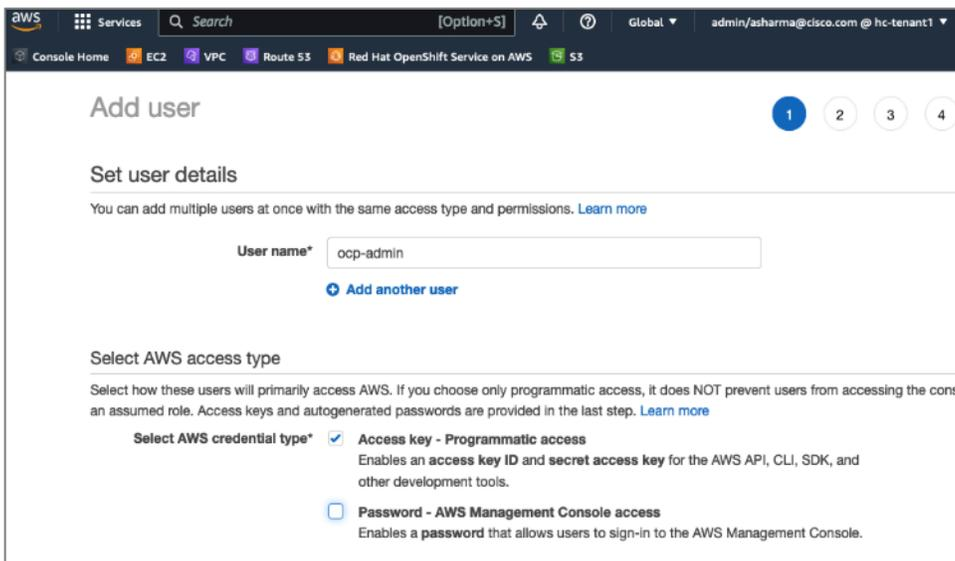 aws
Services
Search
[Option+S]
Global
admin/asharma@cisco.com @ hc-tenant1
Console Home
EC2
VPC
Route 53
Red Hat OpenShift Service on AWS
S3
Add user
1
2
3
4
Set user details
You can add multiple users at once with the same access type and permissions. Learn more
User name*
ocp-admin
Add another user
Select AWS access type
Select how these users will primarily access AWS. If you choose only programmatic access, it does NOT prevent users from accessing the cons
an assumed role. Access keys and autogenerated passwords are provided in the last step. Learn more
Select AWS credential type*
Access key - Programmatic access
Enables an access key ID and secret access key for the AWS API, CLI, SDK, and
other development tools.
Password - AWS Management Console access
Enables a password that allows users to sign-in to the AWS Management Console.